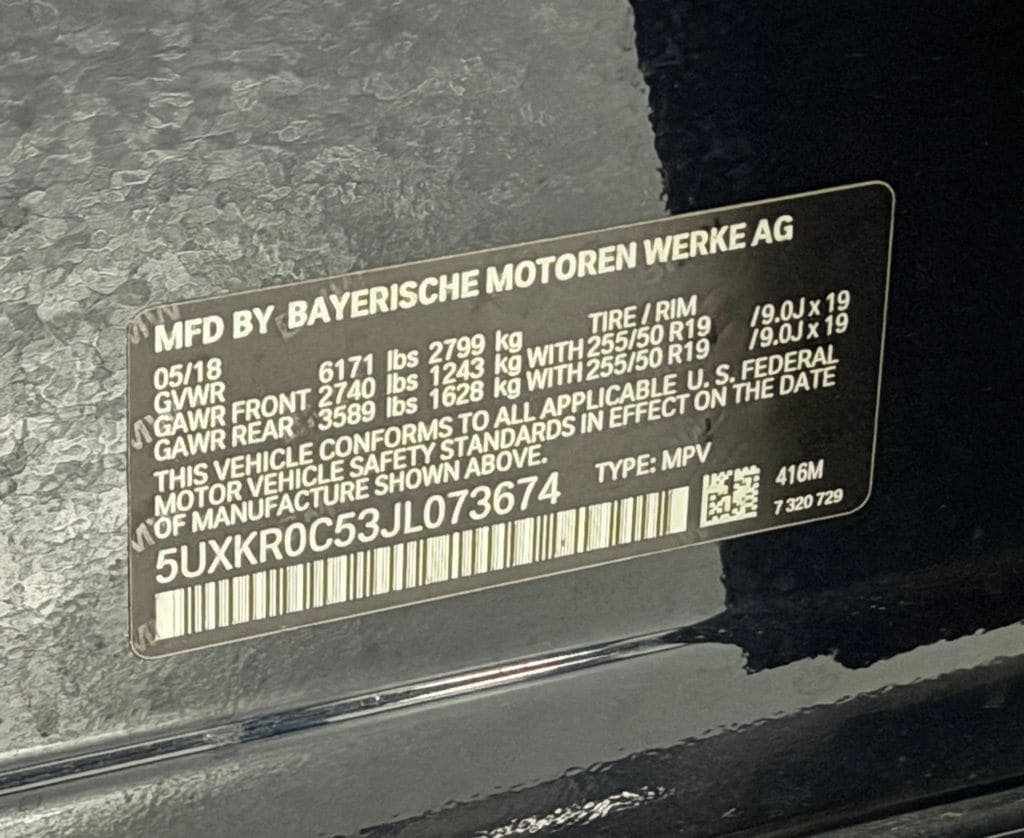 MFD BY BAYERISCHE MOTOREN WERKE AG
05/18 TIRE / RIM
GVWR 6171 lbs 2799 kg
GAWR FRONT 2740 lbs 1243 kg WITH 255/50 R19 /9.0J x 19
GAWR REAR 3589 lbs 1628 kg WITH 255/50 R19 /9.0J x 19
THIS VEHICLE CONFORMS TO ALL APPLICABLE U. S. FEDERAL
MOTOR VEHICLE SAFETY STANDARDS IN EFFECT ON THE DATE
OF MANUFACTURE SHOWN ABOVE.
TYPE: MPV
5UXKR0C53JL073674
416M
7 320 729